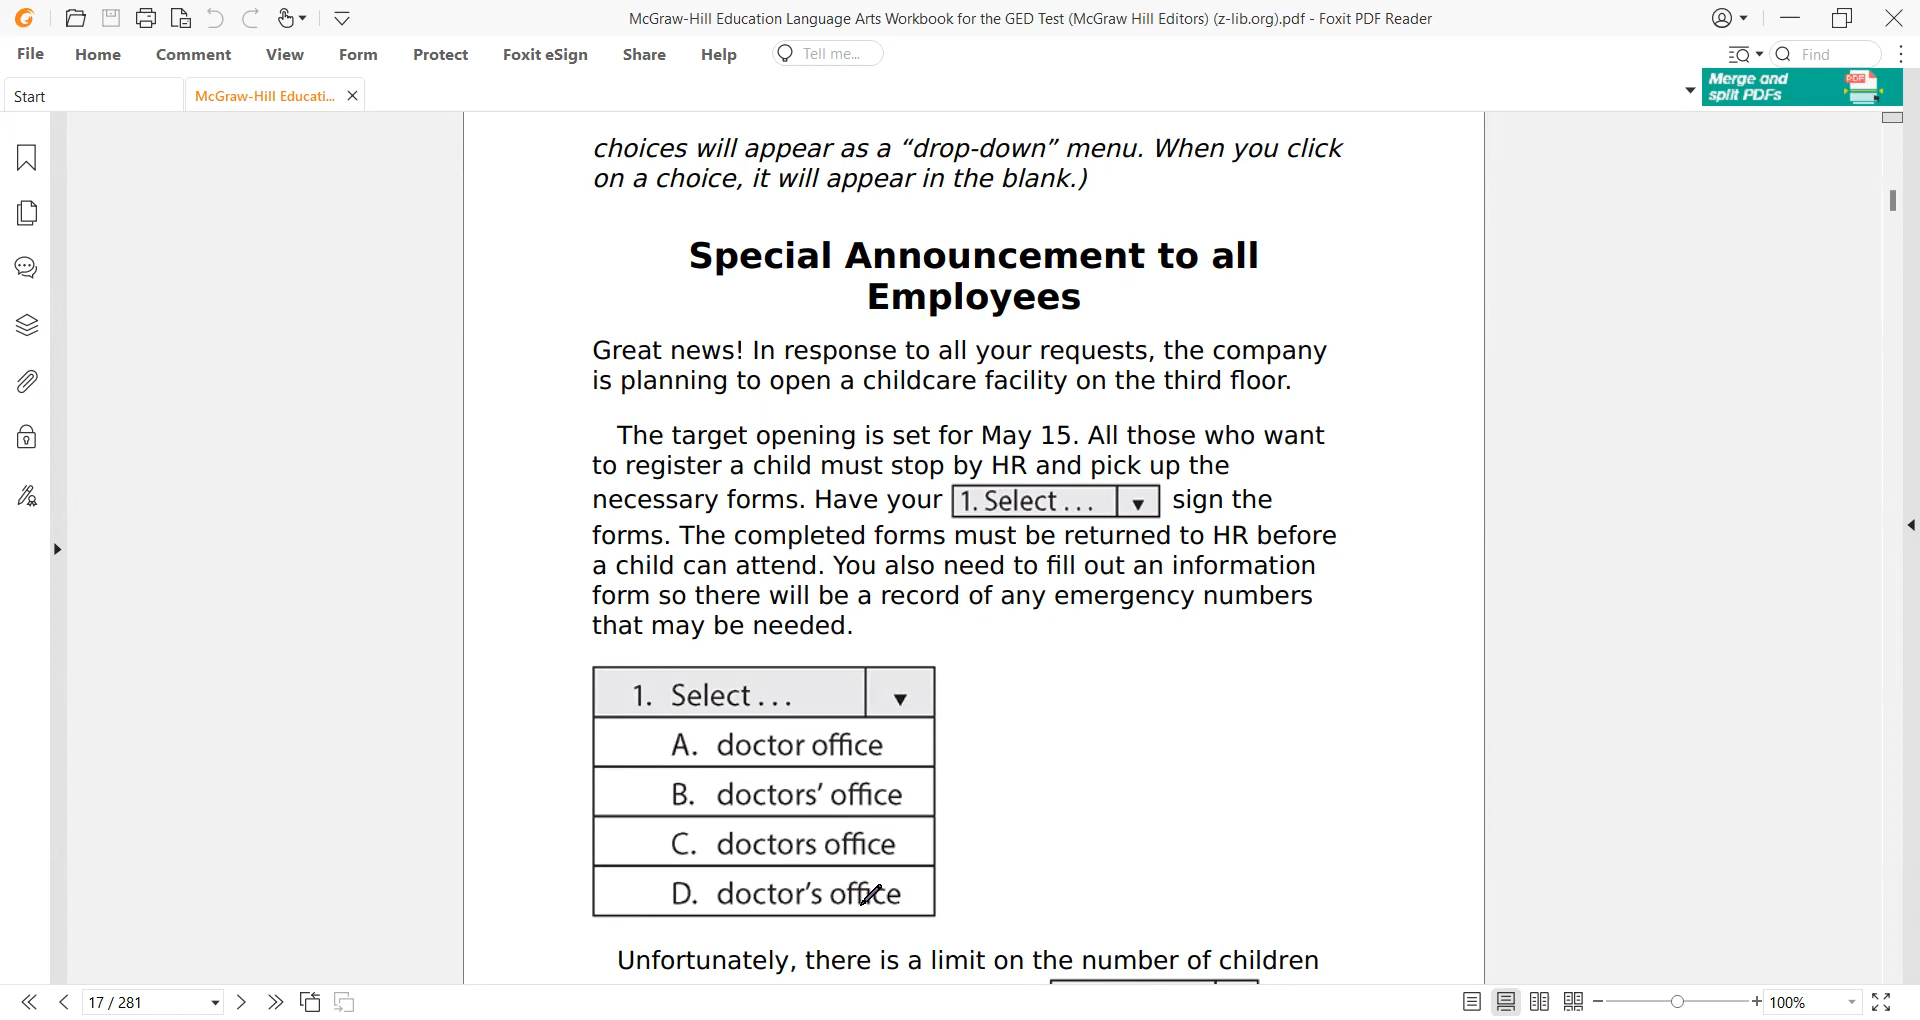 McGraw-Hill Education Language Arts Workbook for the GED Test (McGraw Hill Editors) (z-lib.org).pdf - Foxit PDF Reader
File Home Comment View Form Protect Foxit eSign Share Help Tell me... Find
Start McGraw-Hill Educati... Merge and
split PDFs
PDF
choices will appear as a “drop-down” menu. When you click
on a choice, it will appear in the blank.)
Special Announcement to all
Employees
Great news! In response to all your requests, the company
is planning to open a childcare facility on the third floor.
The target opening is set for May 15. All those who want
to register a child must stop by HR and pick up the
necessary forms. Have your 1. Select . . . ▼ sign the
forms. The completed forms must be returned to HR before
a child can attend. You also need to fill out an information
form so there will be a record of any emergency numbers
that may be needed.
1. Select . . . ▼
A. doctor office
B. doctors’ office
C. doctors office
D. doctor’s office
Unfortunately, there is a limit on the number of children
17 / 281 100%